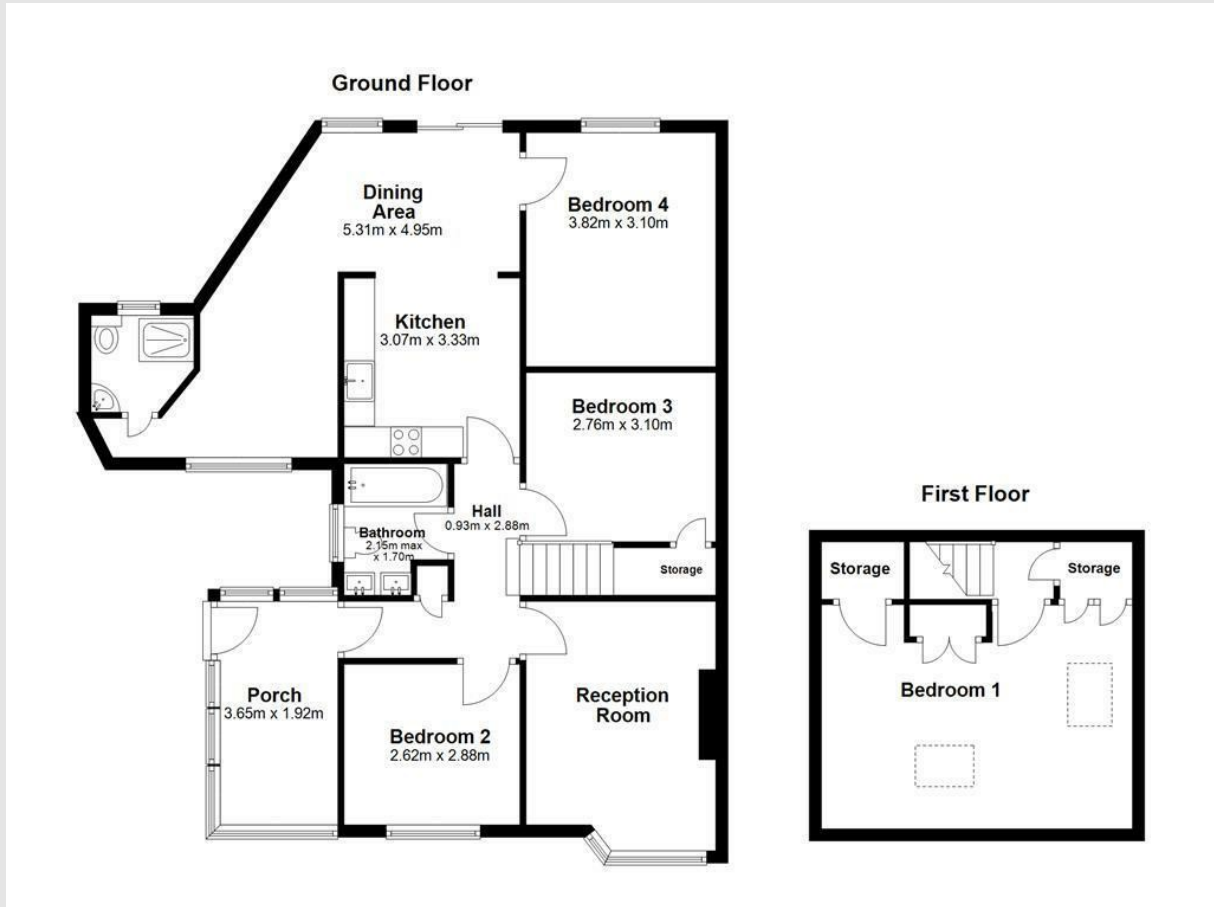 Ground Floor
Dining
Area
5.31m x 4.95m
Bedroom 4
3.82m x 3.10m
Kitchen
3.07m x 3.33m
Bedroom 3
2.76m x 3.10m
Hall
0.93m x 2.88m
Bathroom
2.15m max
x 1.70m
Storage
Porch
3.65m x 1.92m
Bedroom 2
2.62m x 2.88m
Reception
Room
First Floor
Storage
Storage
Bedroom 1